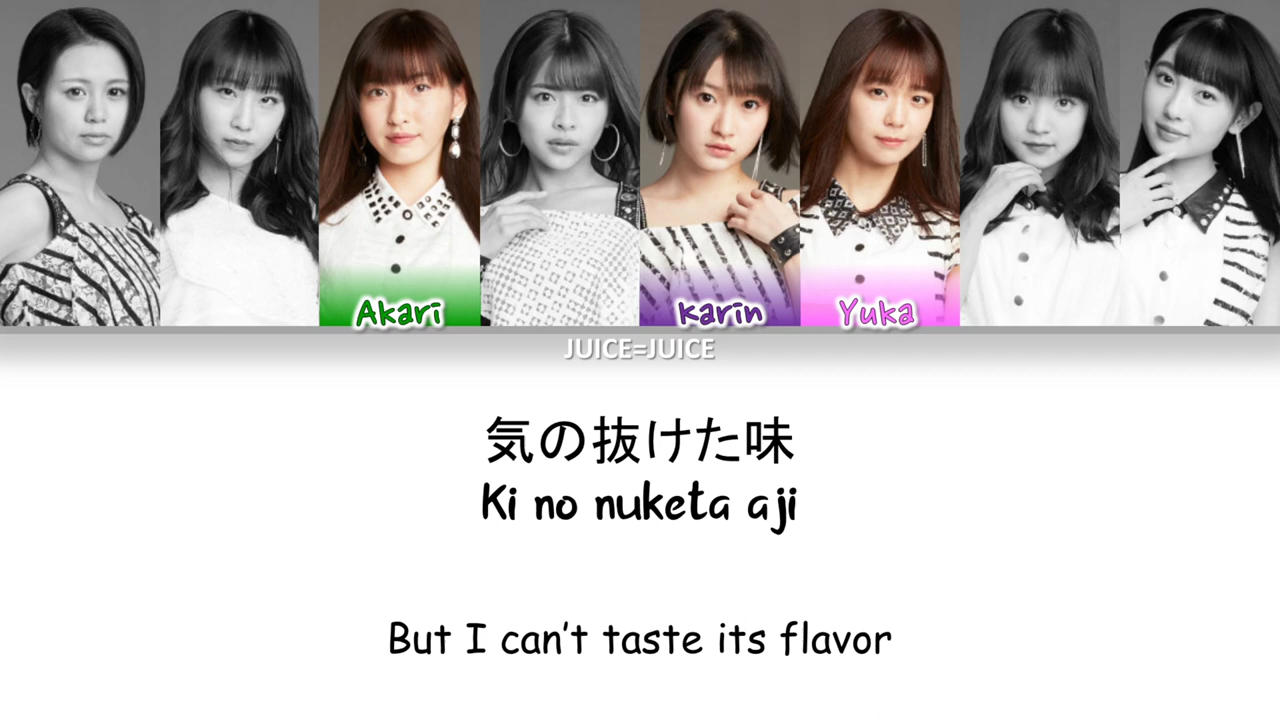 Akari
karin
Yuka
JUICE=JUICE
気の抜けた味
Ki no nuketa aji
But I can't taste its flavor